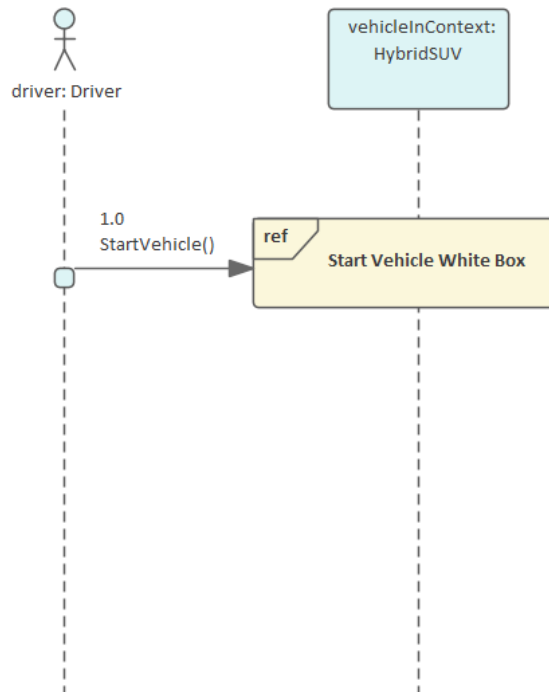 vehicleInContext:
HybridSUV
driver: Driver
1.0
StartVehicle()
ref
Start Vehicle White Box